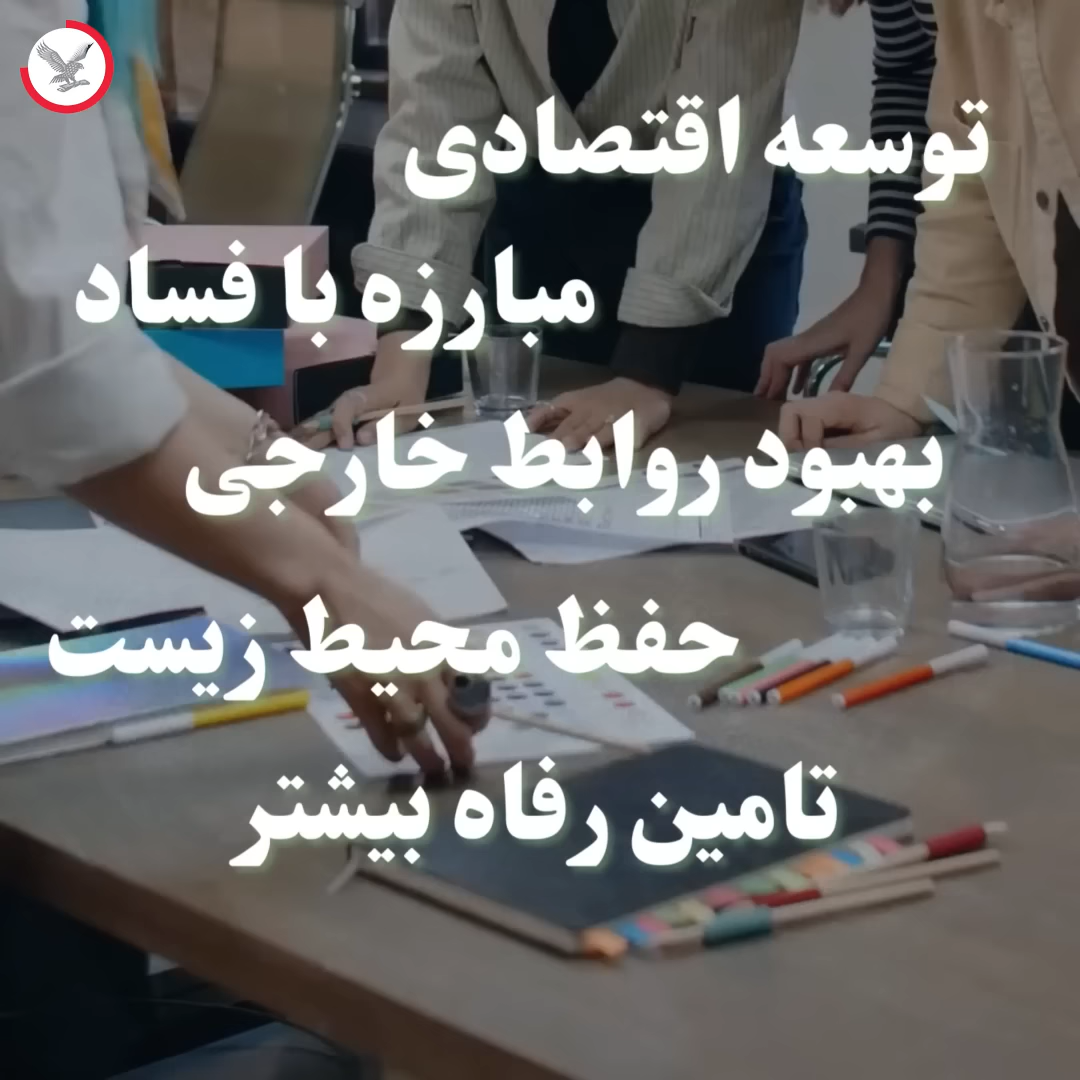 توسعه اقتصادی
مبارزه با فساد
بهبود روابط خارجی
حفظ محیط زیست
تامین رفاه بیشتر